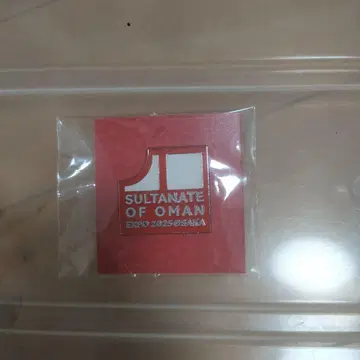 SULTANATE
OF OMAN
EXPO 2025 OSAKA